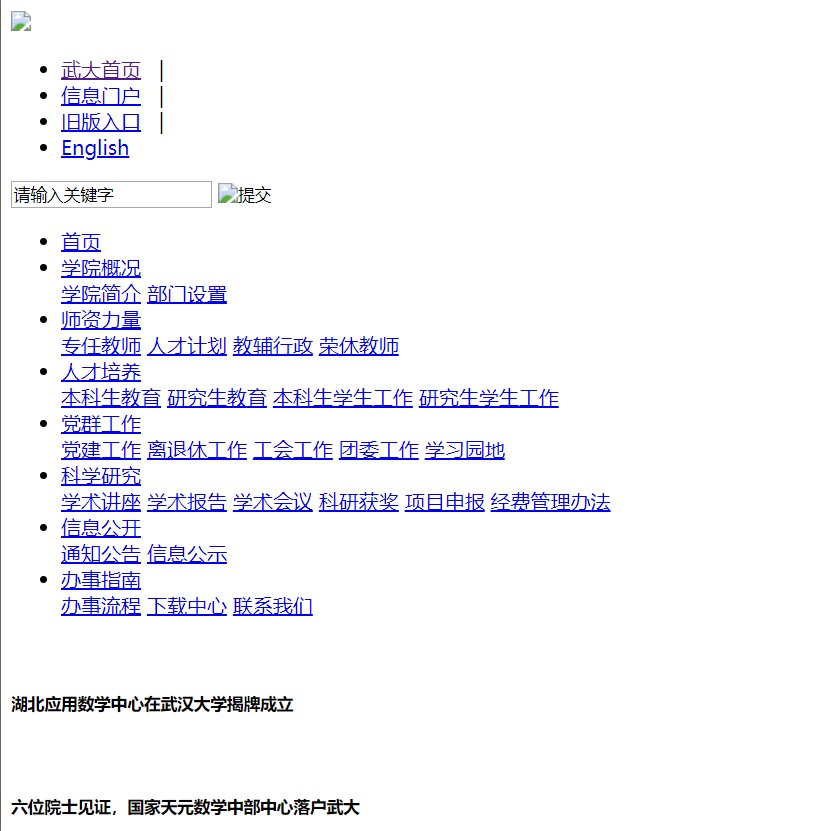 武大首页 |
信息门户 |
旧版入口 |
English
请输入关键字 提交
首页
学院概况
学院简介 部门设置
师资力量
专任教师 人才计划 教辅行政 荣休教师
人才培养
本科生教育 研究生教育 本科生学生工作 研究生学生工作
党群工作
党建工作 离退休工作 工会工作 团委工作 学习园地
科学研究
学术讲座 学术报告 学术会议 科研获奖 项目申报 经费管理办法
信息公开
通知公告 信息公示
办事指南
办事流程 下载中心 联系我们
湖北应用数学中心在武汉大学揭牌成立
六位院士见证，国家天元数学中部中心落户武大